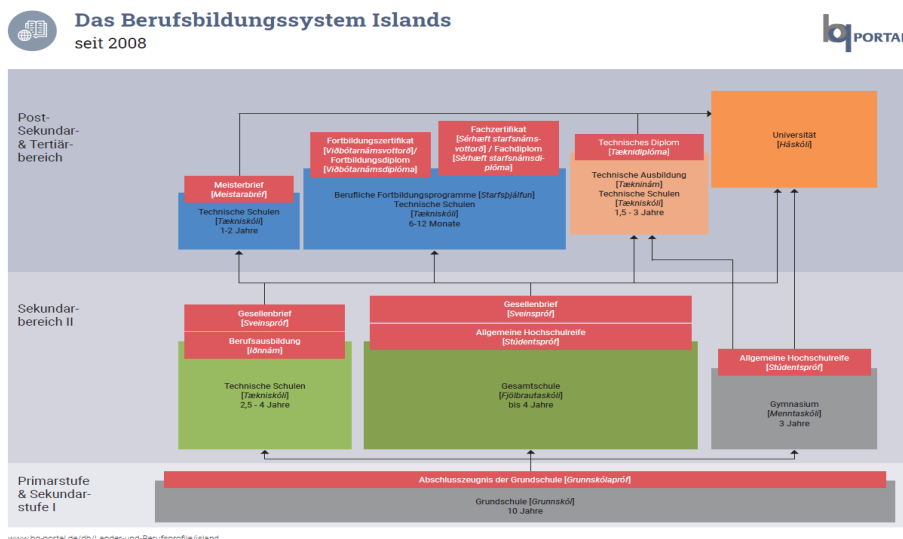 Das Berufsbildungssystem Islands
seit 2008
bq PORTAL
Post-
Sekundar-
& Tertiär-
bereich
Meisterbrief
[Meistarabréf]
Technische Schulen
[Tækniskóli]
1-2 Jahre
Fortbildungszertifikat
[Viðbótarnámsvottorð]/
Fortbildungsdiplom
[Viðbótarnámsdiplóma]
Fachzertifikat
[Sérhæft starfsnáms-
vottorð] / Fachdiplom
[Sérhæft starfsnámsdi-
plóma]
Berufliche Fortbildungsprogramme [Starfsþjálfun]
Technische Schulen
[Tækniskóli]
6-12 Monate
Technisches Diplom
[Tæknidiplóma]
Technische Ausbildung
[Tækninám]
Technische Schulen
[Tækniskóli]
1,5 - 3 Jahre
Universität
[Háskóli]
Sekundar-
bereich II
Gesellenbrief
[Sveinspróf]
Berufsausbildung
[Iðnnám]
Technische Schulen
[Tækniskóli]
2,5 - 4 Jahre
Gesellenbrief
[Sveinspróf]
Allgemeine Hochschulreife
[Stúdentspróf]
Gesamtschule
[Fjölbrautaskóli]
bis 4 Jahre
Allgemeine Hochschulreife
[Stúdentspróf]
Gymnasium
[Menntaskóli]
3 Jahre
Primarstufe
& Sekundar-
stufe I
Abschlusszeugnis der Grundschule [Grunnskólapróf]
Grundschule [Grunnskól]
10 Jahre